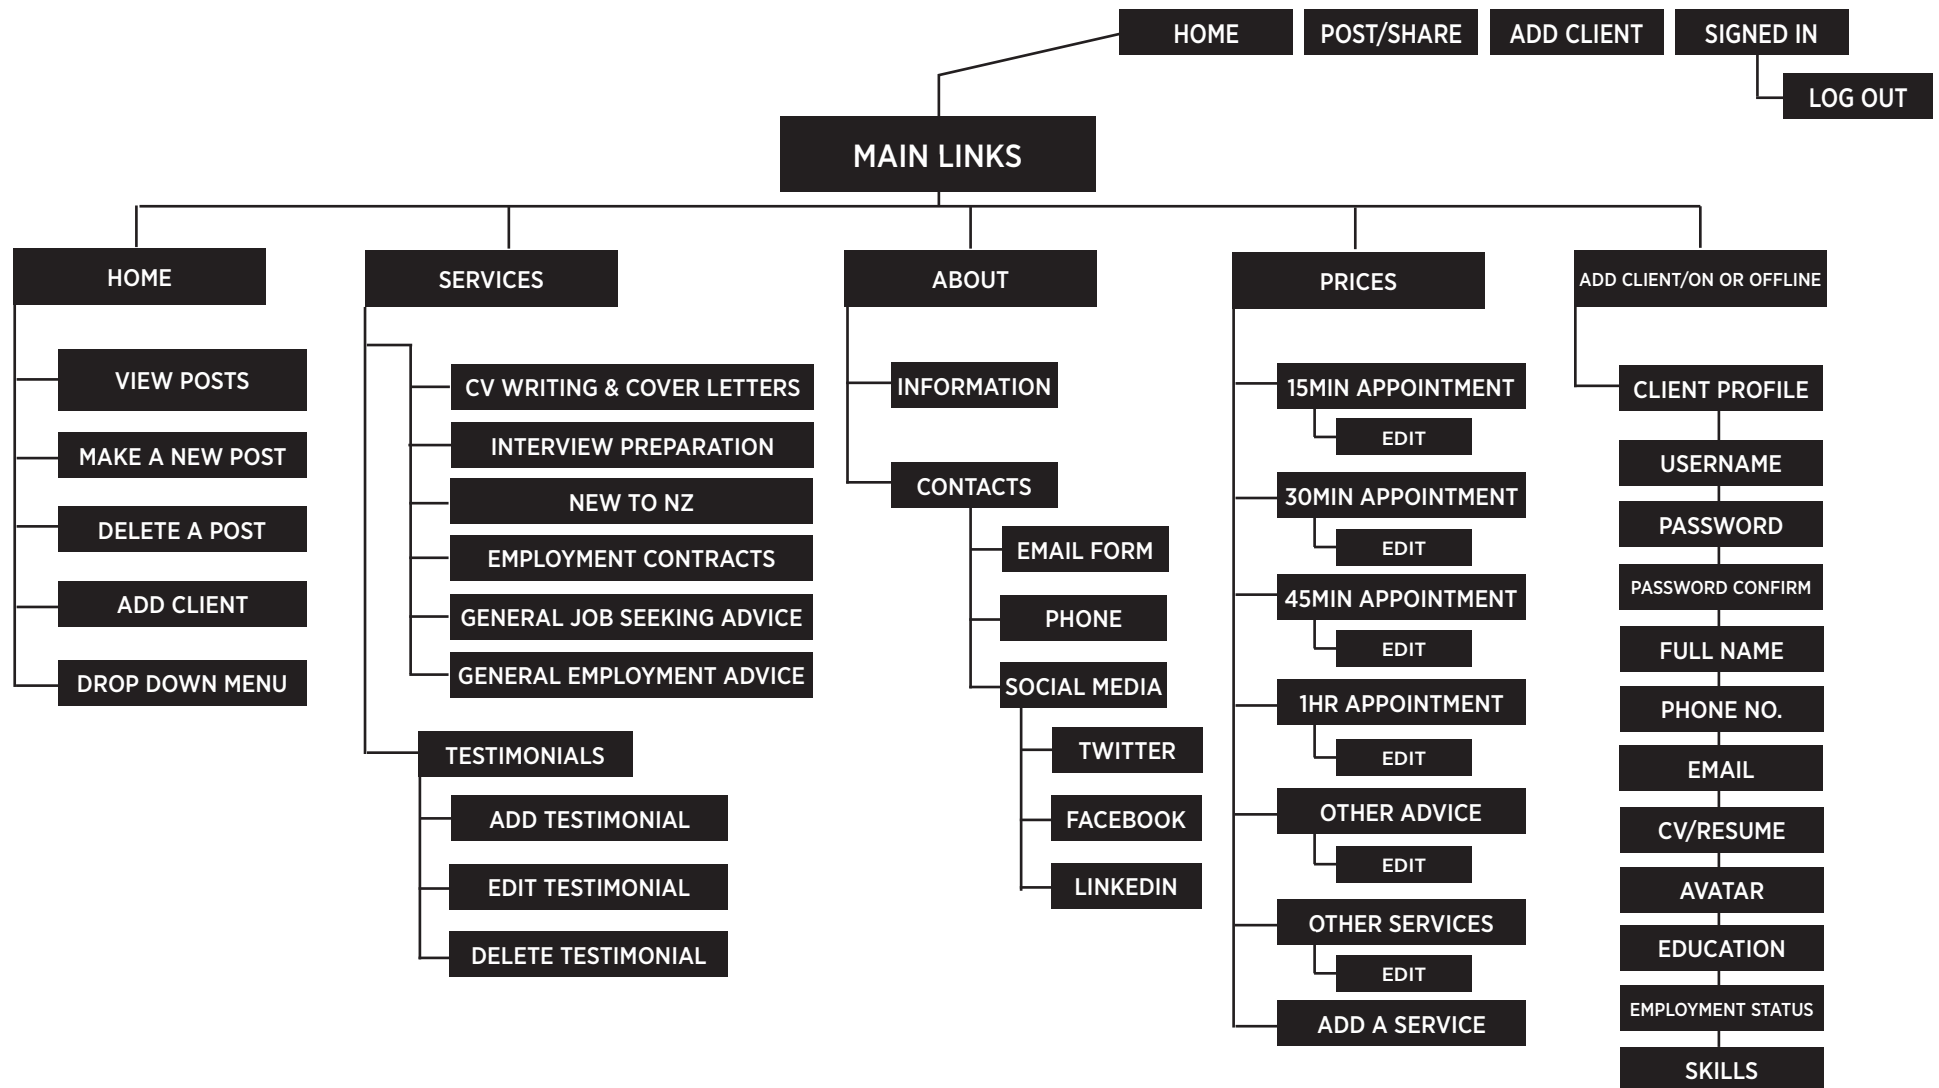 HOME
POST/SHARE
ADD CLIENT
SIGNED IN
LOG OUT
MAIN LINKS
HOME
VIEW POSTS
MAKE A NEW POST
DELETE A POST
ADD CLIENT
DROP DOWN MENU
SERVICES
CV WRITING & COVER LETTERS
INTERVIEW PREPARATION
NEW TO NZ
EMPLOYMENT CONTRACTS
GENERAL JOB SEEKING ADVICE
GENERAL EMPLOYMENT ADVICE
TESTIMONIALS
ADD TESTIMONIAL
EDIT TESTIMONIAL
DELETE TESTIMONIAL
ABOUT
INFORMATION
CONTACTS
EMAIL FORM
PHONE
SOCIAL MEDIA
TWITTER
FACEBOOK
LINKEDIN
PRICES
15MIN APPOINTMENT
EDIT
30MIN APPOINTMENT
EDIT
45MIN APPOINTMENT
EDIT
1HR APPOINTMENT
EDIT
OTHER ADVICE
EDIT
OTHER SERVICES
EDIT
ADD A SERVICE
ADD CLIENT/ON OR OFFLINE
CLIENT PROFILE
USERNAME
PASSWORD
PASSWORD CONFIRM
FULL NAME
PHONE NO.
EMAIL
CV/RESUME
AVATAR
EDUCATION
EMPLOYMENT STATUS
SKILLS